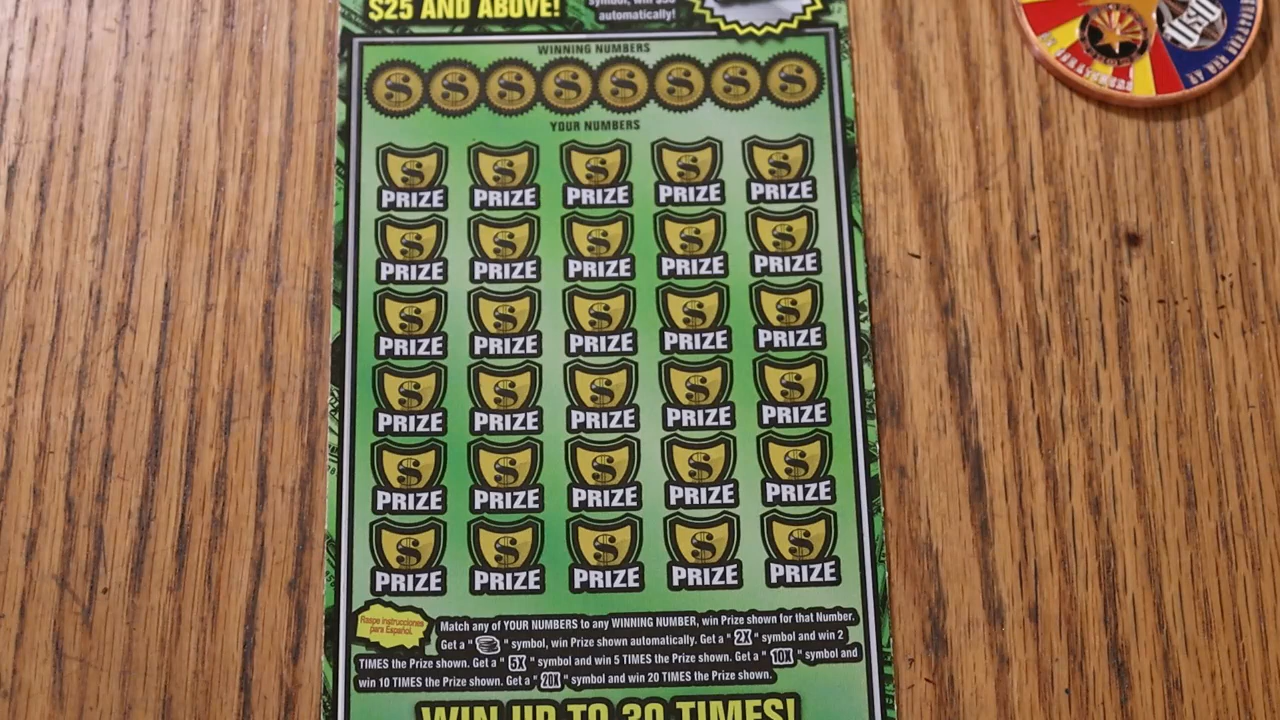 $25 AND ABOVE!
symbol, win $50
automatically!
WINNING NUMBERS
$ $ $ $ $ $ $ $
YOUR NUMBERS
$ $ $ $ $
PRIZE PRIZE PRIZE PRIZE PRIZE
$ $ $ $ $
PRIZE PRIZE PRIZE PRIZE PRIZE
$ $ $ $ $
PRIZE PRIZE PRIZE PRIZE PRIZE
$ $ $ $ $
PRIZE PRIZE PRIZE PRIZE PRIZE
$ $ $ $ $
PRIZE PRIZE PRIZE PRIZE PRIZE
$ $ $ $ $
PRIZE PRIZE PRIZE PRIZE PRIZE
Raspe instrucciones
para Español.
Match any of YOUR NUMBERS to any WINNING NUMBER, win Prize shown for that Number.
Get a " " symbol, win Prize shown automatically. Get a " 2X " symbol and win 2
TIMES the Prize shown. Get a " 5X " symbol and win 5 TIMES the Prize shown. Get a " 10X " symbol and
win 10 TIMES the Prize shown. Get a " 20X " symbol and win 20 TIMES the Prize shown.
WIN UP TO 30 TIMES!